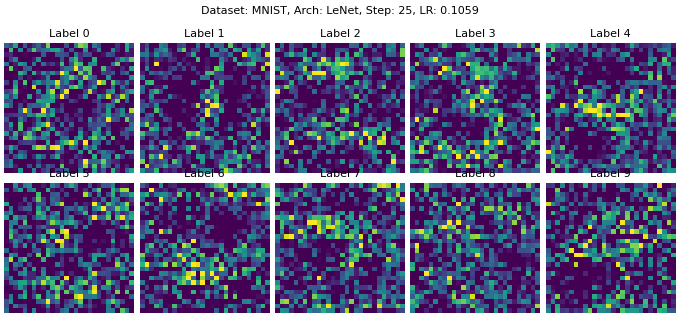 Dataset: MNIST, Arch: LeNet, Step: 25, LR: 0.1059
Label 0 Label 1 Label 2 Label 3 Label 4
Label 5 Label 6 Label 7 Label 8 Label 9